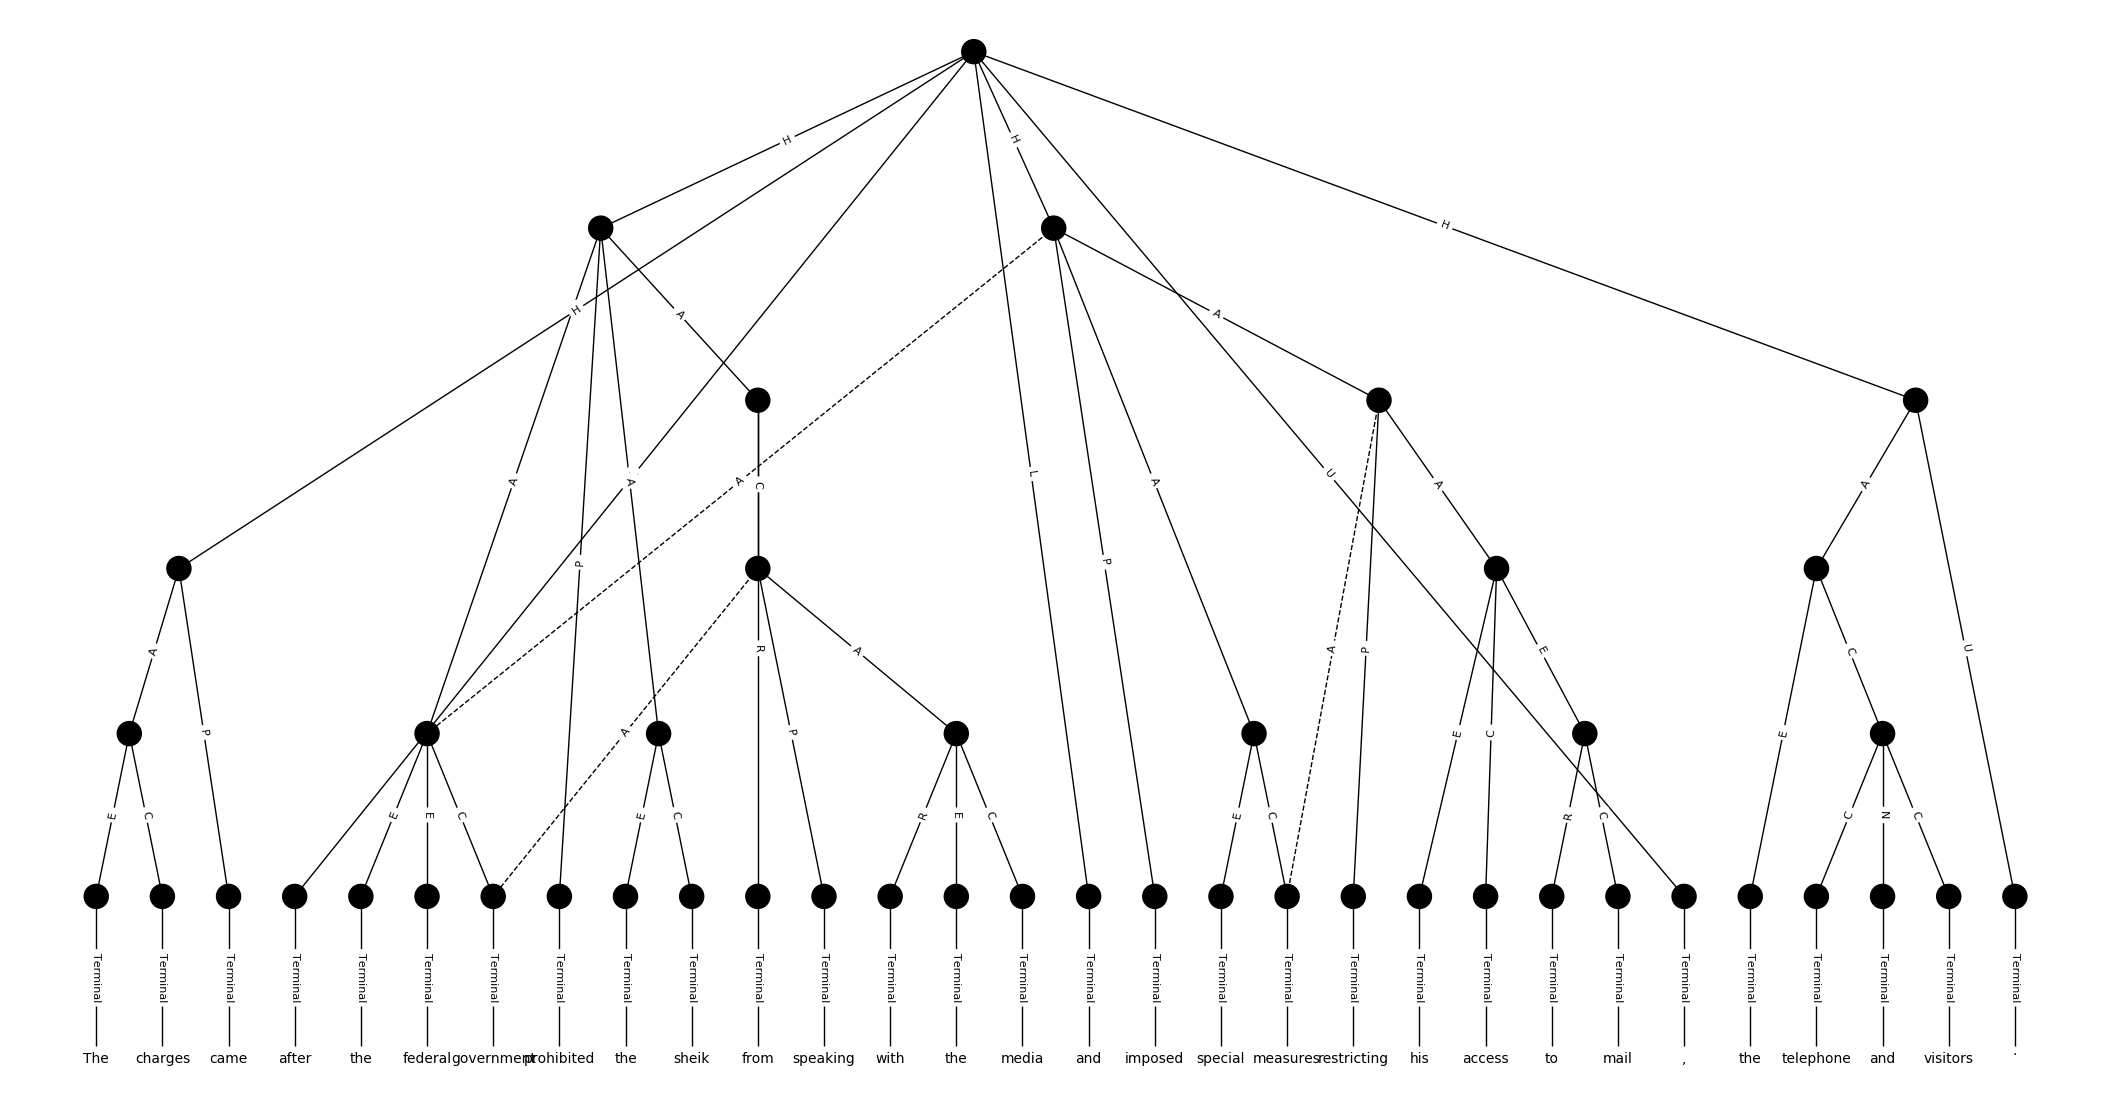 H H L H U H
H A A A
A A A C L A P A U A A
P A R A P A P C E C U
A P R A P A P E C E
E C E E C E C R E C E C R C C N C
Terminal Terminal Terminal Terminal Terminal Terminal Terminal Terminal Terminal Terminal Terminal Terminal Terminal Terminal Terminal Terminal Terminal Terminal Terminal Terminal Terminal Terminal Terminal Terminal Terminal Terminal Terminal Terminal Terminal Terminal
The charges came after the federal government prohibited the sheik from speaking with the media and imposed special measures restricting his access to mail , the telephone and visitors .